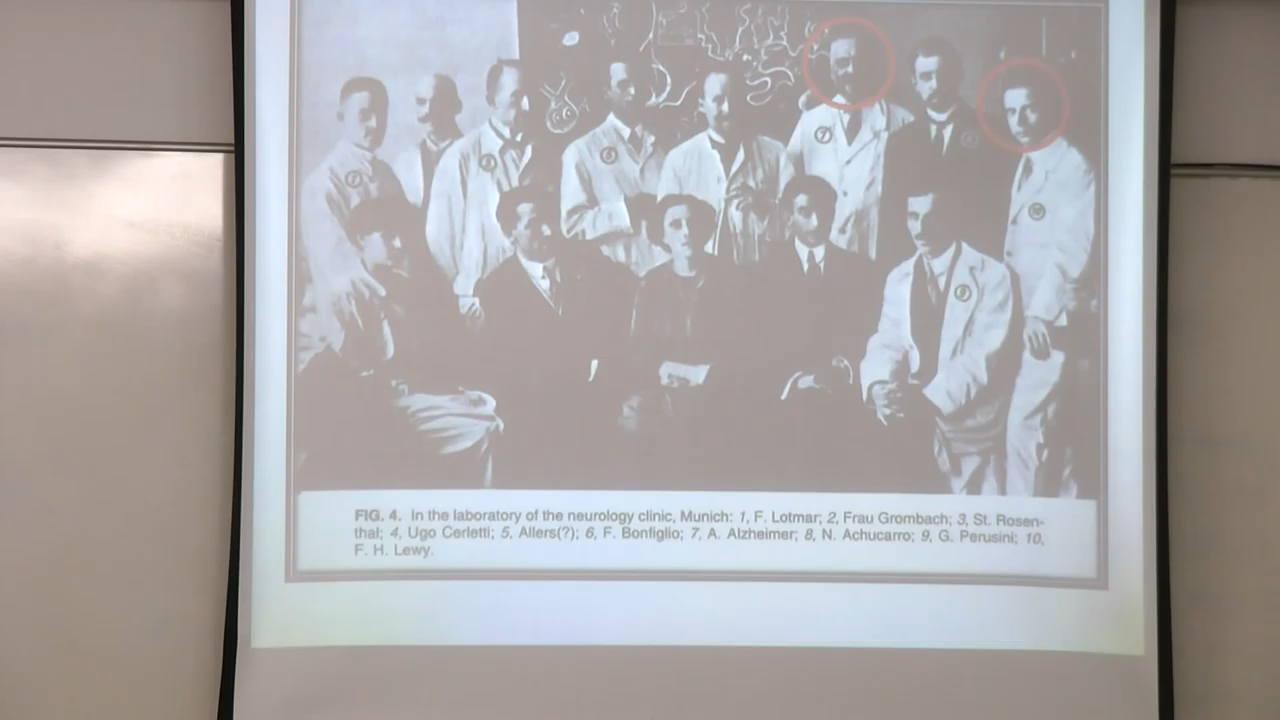 FIG. 4. In the laboratory of the neurology clinic, Munich: 1, F. Lotmar; 2, Frau Grombach; 3, St. Rosen-
thal; 4, Ugo Cerletti; 5, Allers(?); 6, F. Bonfiglio; 7, A. Alzheimer; 8, N. Achucarro; 9, G. Perusini; 10,
F. H. Lewy.